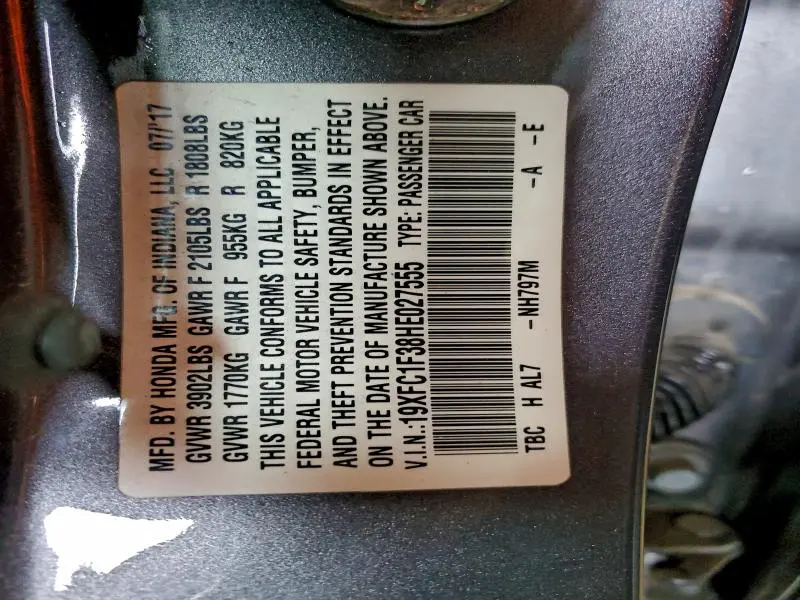 MFD. BY HONDA MFG. OF INDIANA, LLC 07/'17
GVWR 3902LBS GAWR F 2105LBS R 1808LBS
GVWR 1770KG GAWR F 955KG R 820KG
THIS VEHICLE CONFORMS TO ALL APPLICABLE
FEDERAL MOTOR VEHICLE SAFETY, BUMPER,
AND THEFT PREVENTION STANDARDS IN EFFECT
ON THE DATE OF MANUFACTURE SHOWN ABOVE.
V.I.N.:19XFC1F38HE027555 TYPE: PASSENGER CAR
TBC H AL7 -NH797M -A -E